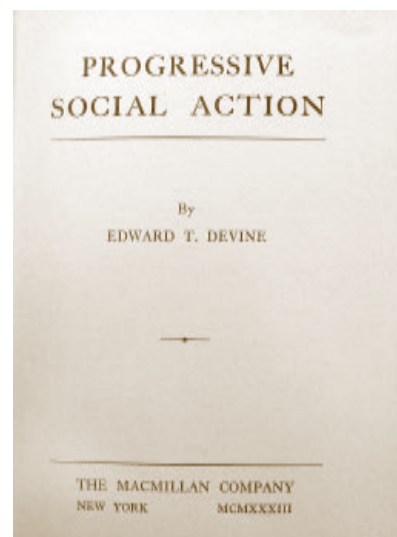 PROGRESSIVE
SOCIAL ACTION
By
EDWARD T. DEVINE
THE MACMILLAN COMPANY
NEW YORK MCMXXXIII